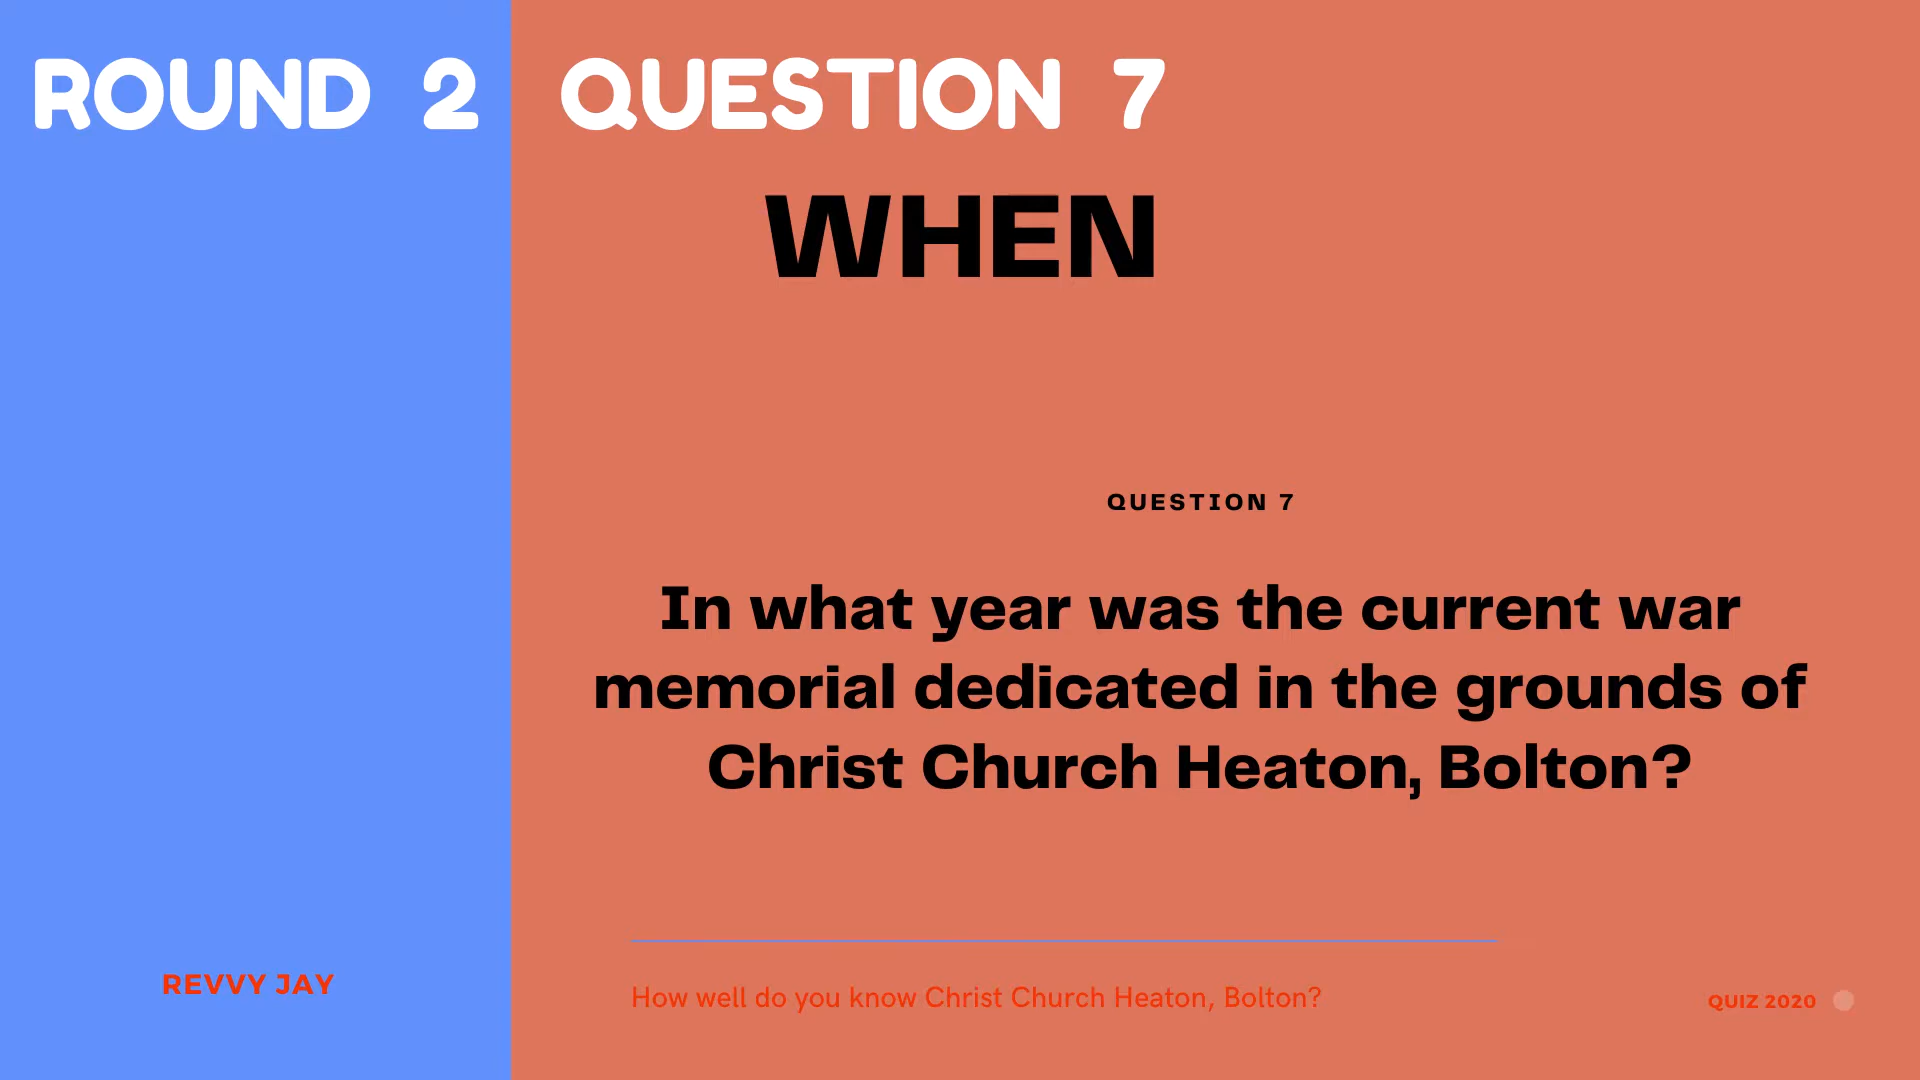 ROUND 2 QUESTION 7
WHEN
QUESTION 7
In what year was the current war
memorial dedicated in the grounds of
Christ Church Heaton, Bolton?
REVVY JAY
How well do you know Christ Church Heaton, Bolton?
QUIZ 2020